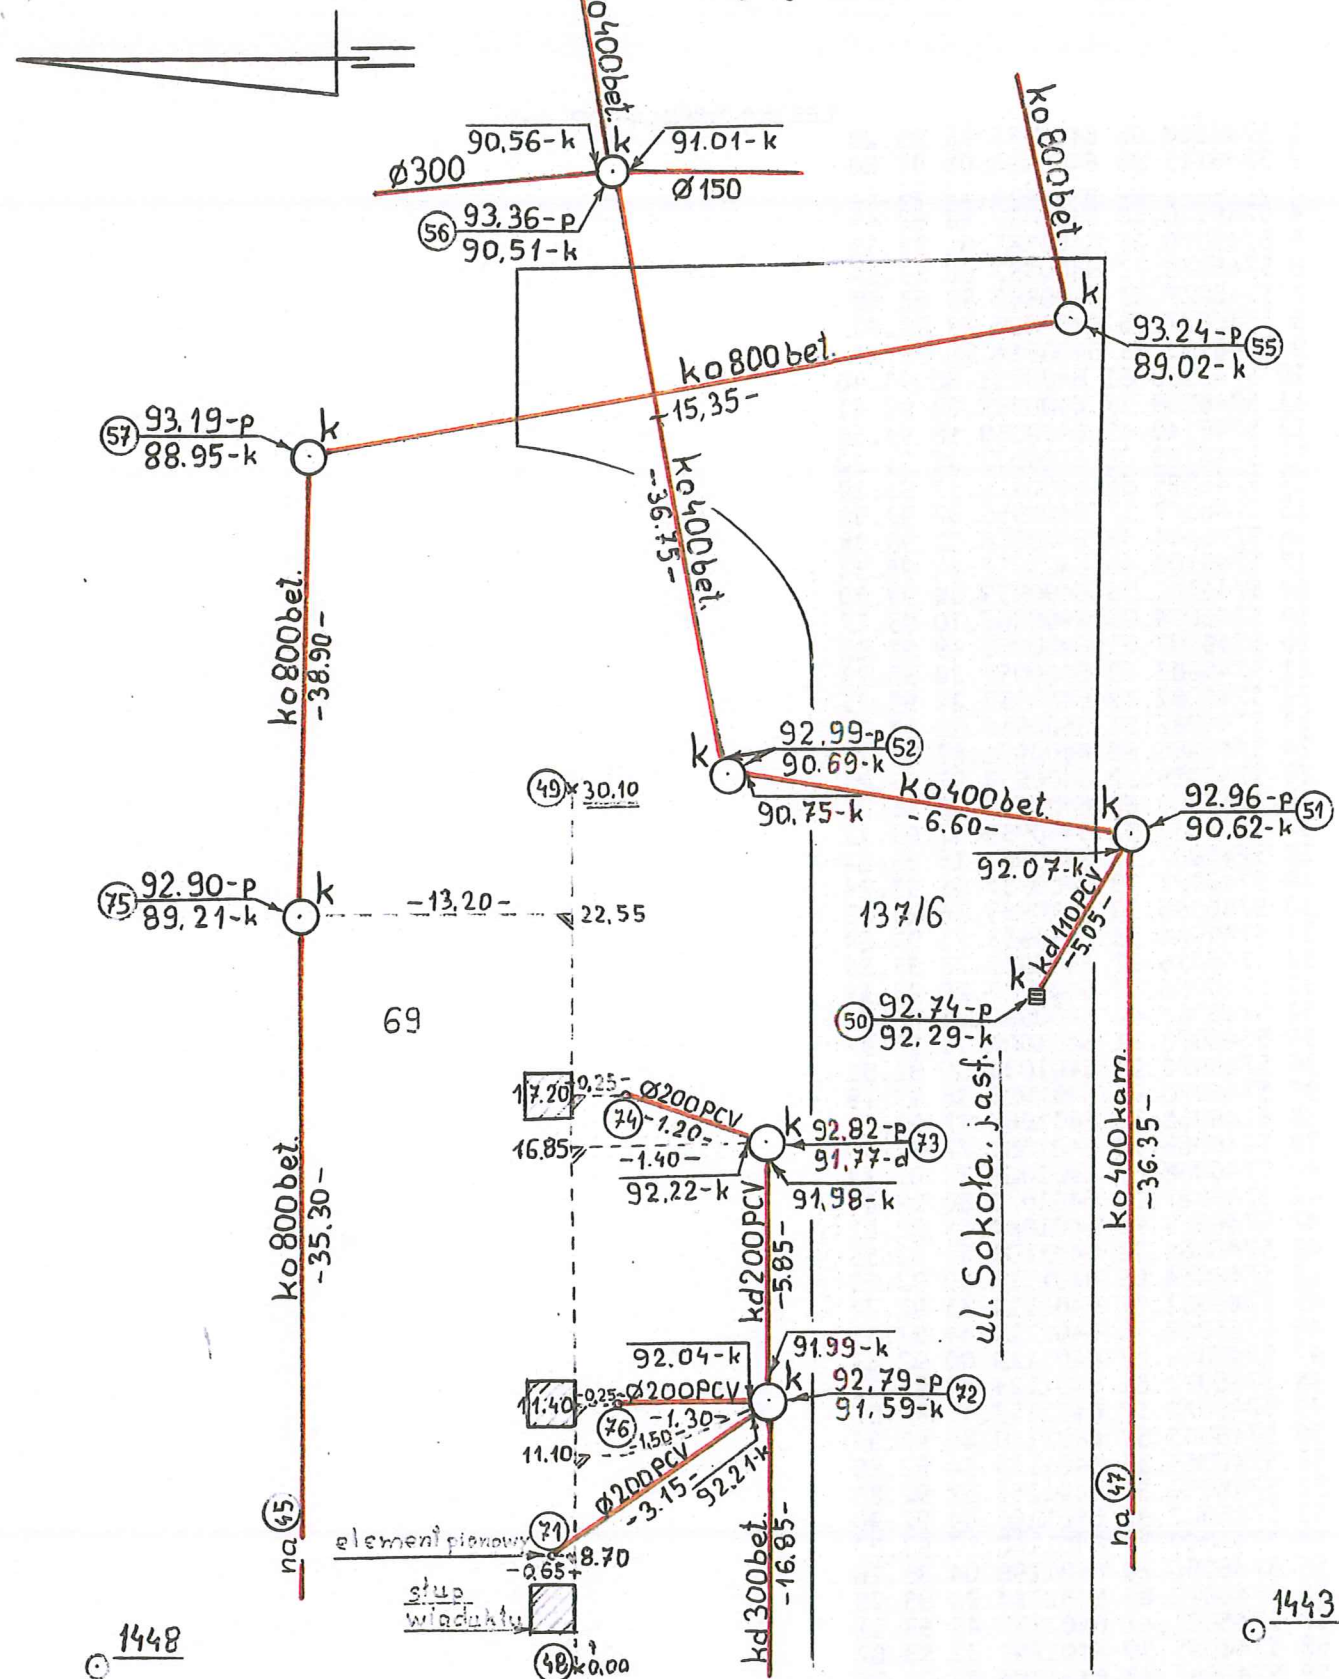 ko400bet.
k
90,56-k
91.01-k
ø300
ø150
56
93.36-p
90,51-k
ko800bet.
k
93.24-p
89,02-k
55
ko800bet.
-15,35-
57
93.19-p
88.95-k
k
ko400bet.
-36.75-
ko800bet.
-38.90-
k
92.99-p
90.69-k
52
90,75-k
49
30,10
ko400bet.
-6.60-
k
92.96-p
90,62-k
51
92.07-k
kd110PCV
-5.05-
k
50
92.74-p
92.29-k
75
92.90-p
89,21-k
k
-13,20-
22,55
137/6
69
17.20
0,25-
ø200PCV
74
-1.20-
16.85
-1.40-
92,22-k
k
92.82-p
91,77-d
73
91,98-k
kd200PCV
-5.85-
ul. Sokoła. j.asf.
ko400kam.
-36.35-
ko800bet.
-35.30-
92.04-k
91.99-k
11.40
-0,25-
ø200PCV
k
92,79-p
91,59-k
72
76
-1.30-
-1,50-
11.10
ø200PCV
-3.15-
92.21-k
71
element pionowy
-0,65+
8.70
słup
wiaduktu
kd300bet.
-16.85-
na 45
na 47
48
0,00
1448
1443